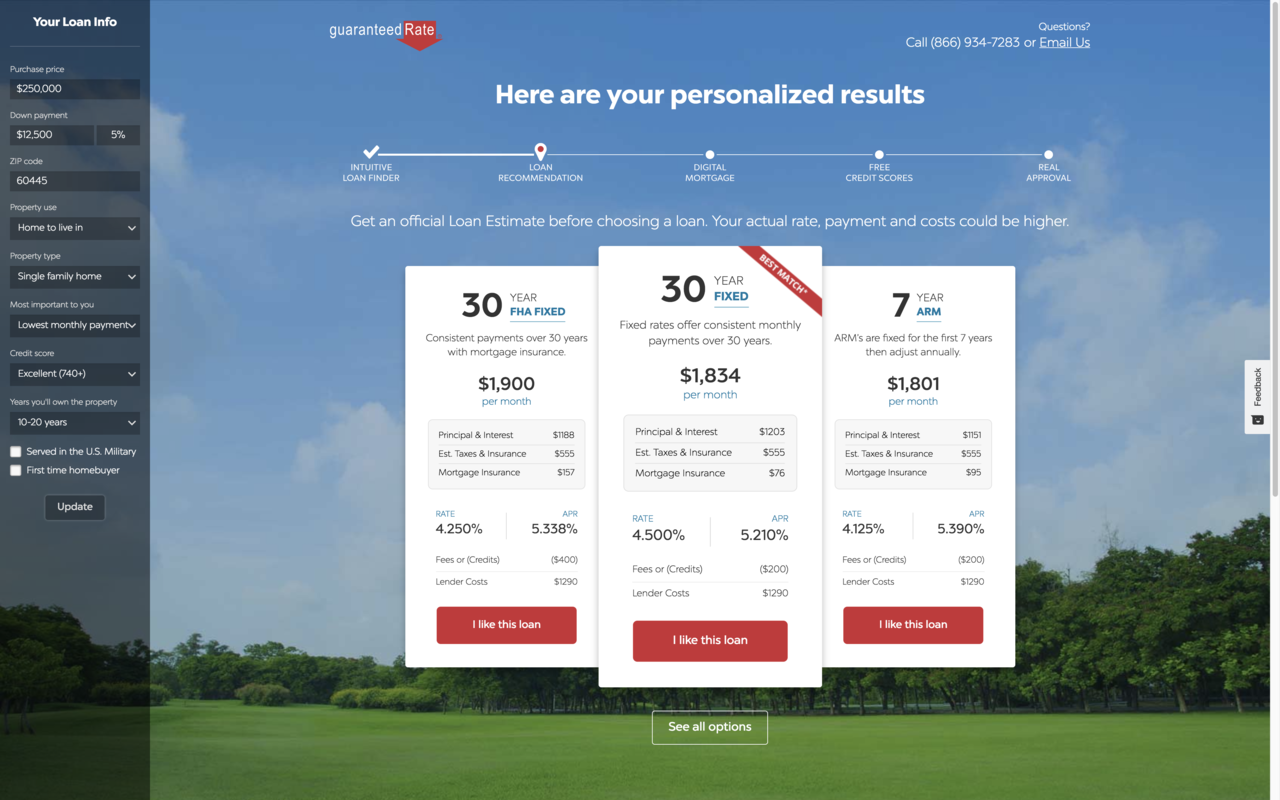 Your Loan Info
Purchase price
$250,000
Down payment
$12,500 5%
ZIP code
60445
Property use
Home to live in
Property type
Single family home
Most important to you
Lowest monthly payment
Credit score
Excellent (740+)
Years you'll own the property
10-20 years
Served in the U.S. Military
First time homebuyer
Update
guaranteed Rate
Questions?
Call (866) 934-7283 or Email Us
Here are your personalized results
INTUITIVE
LOAN FINDER
LOAN
RECOMMENDATION
DIGITAL
MORTGAGE
FREE
CREDIT SCORES
REAL
APPROVAL
Get an official Loan Estimate before choosing a loan. Your actual rate, payment and costs could be higher.
30 YEAR
FHA FIXED
Consistent payments over 30 years
with mortgage insurance.
$1,900
per month
Principal & Interest $1188
Est. Taxes & Insurance $555
Mortgage Insurance $157
RATE APR
4.250% 5.338%
Fees or (Credits) ($400)
Lender Costs $1290
I like this loan
BEST MATCH*
30 YEAR
FIXED
Fixed rates offer consistent monthly
payments over 30 years.
$1,834
per month
Principal & Interest $1203
Est. Taxes & Insurance $555
Mortgage Insurance $76
RATE APR
4.500% 5.210%
Fees or (Credits) ($200)
Lender Costs $1290
I like this loan
7 YEAR
ARM
ARM's are fixed for the first 7 years
then adjust annually.
$1,801
per month
Principal & Interest $1151
Est. Taxes & Insurance $555
Mortgage Insurance $95
RATE APR
4.125% 5.390%
Fees or (Credits) ($200)
Lender Costs $1290
I like this loan
See all options
Feedback